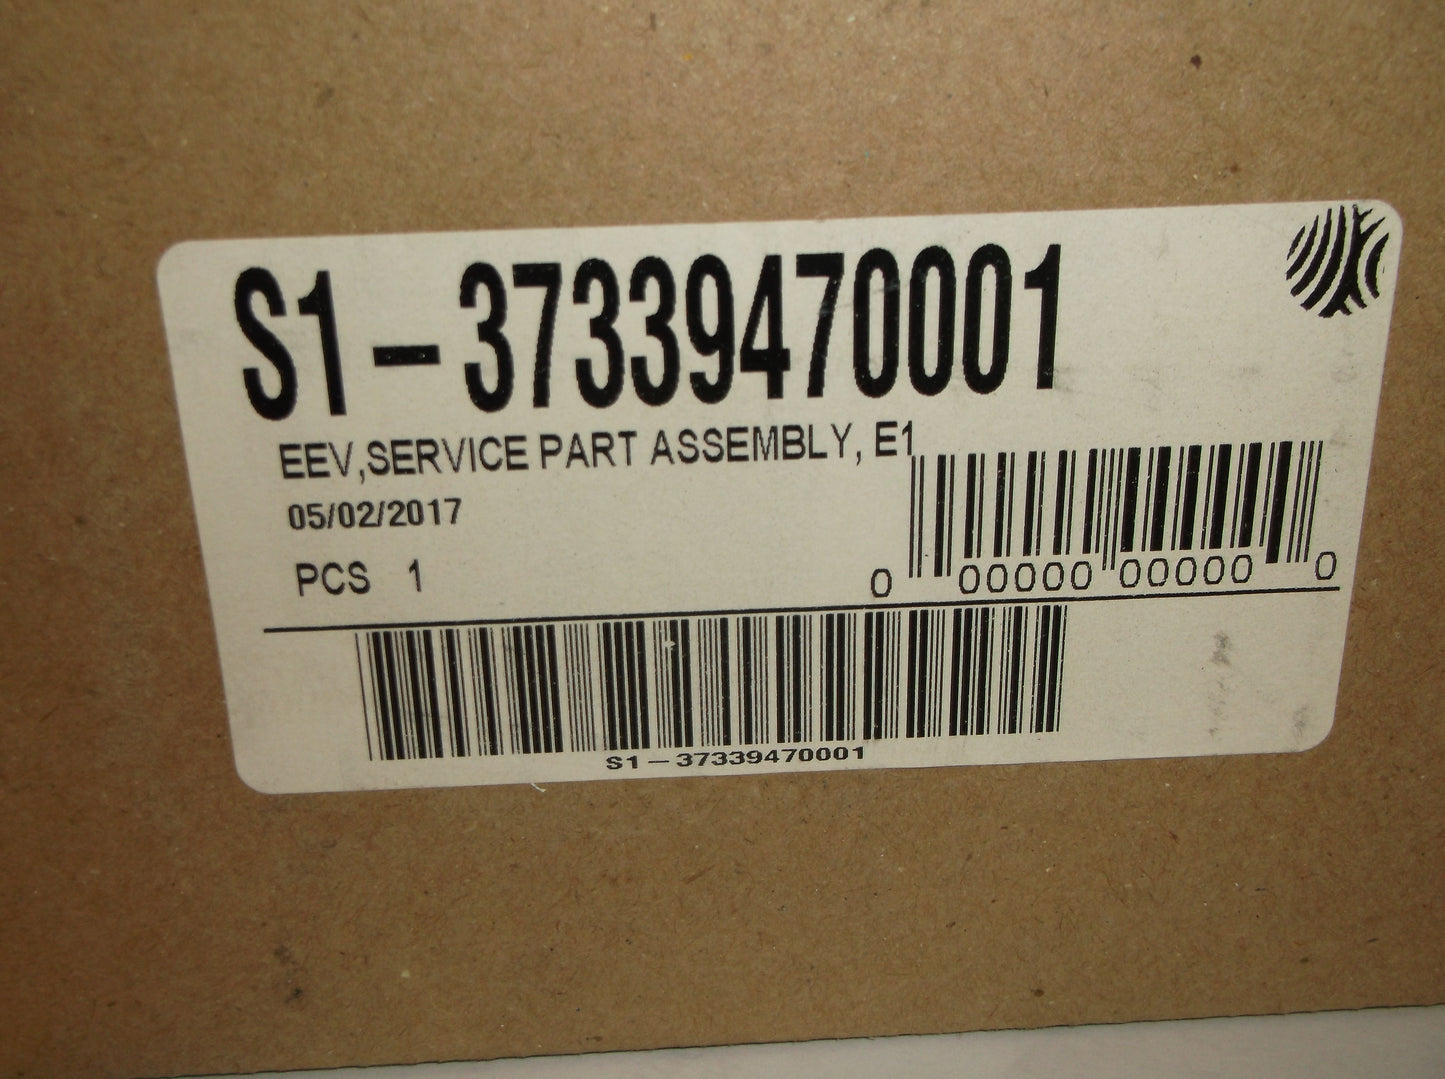 S1-37339470001
EEV,SERVICE PART ASSEMBLY, E1
05/02/2017
PCS 1
0 00000 00000 0
S1-37339470001